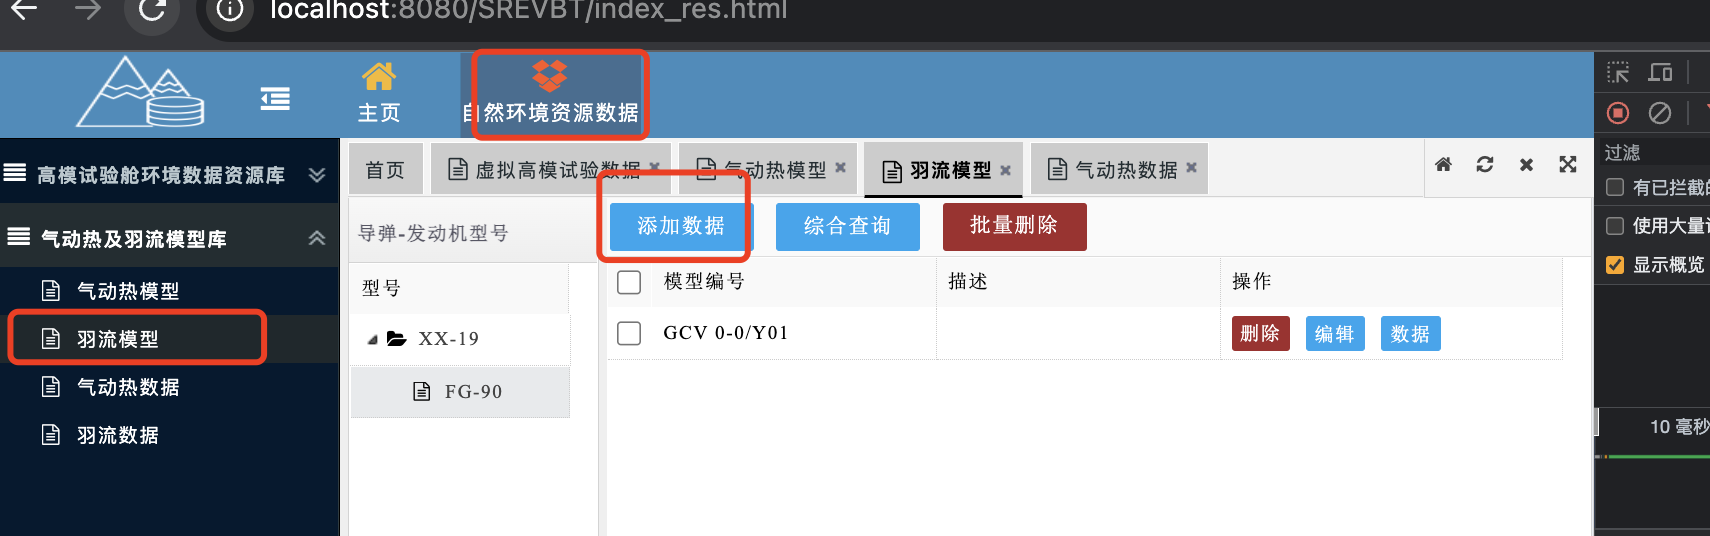 localhost:8080/SREVBT/index_res.html
主页
自然环境资源数据
过滤
有已拦截的
使用大量
显示概览
10 毫秒
高模试验舱环境数据资源库
气动热及羽流模型库
气动热模型
羽流模型
气动热数据
羽流数据
首页
虚拟高模试验数据
气动热模型
羽流模型
气动热数据
导弹-发动机型号
型号
XX-19
FG-90
添加数据
综合查询
批量删除
模型编号
描述
操作
GCV 0-0/Y01
删除
编辑
数据